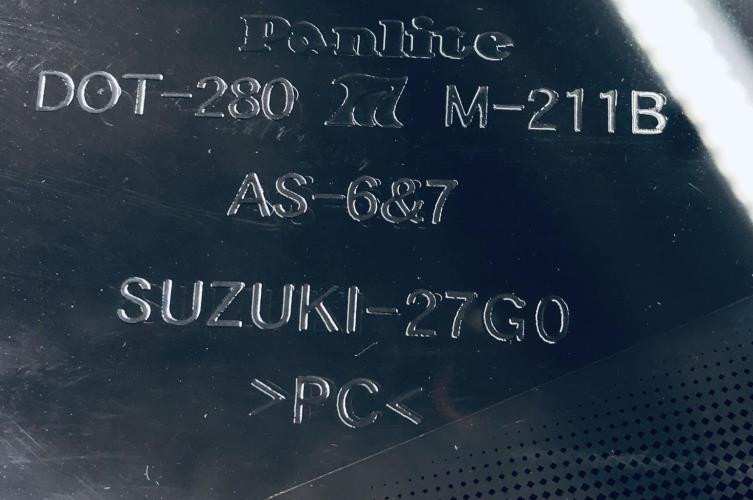 Panlite
DOT-280 M-211B
AS-6&7
SUZUKI-27G0
>PC<